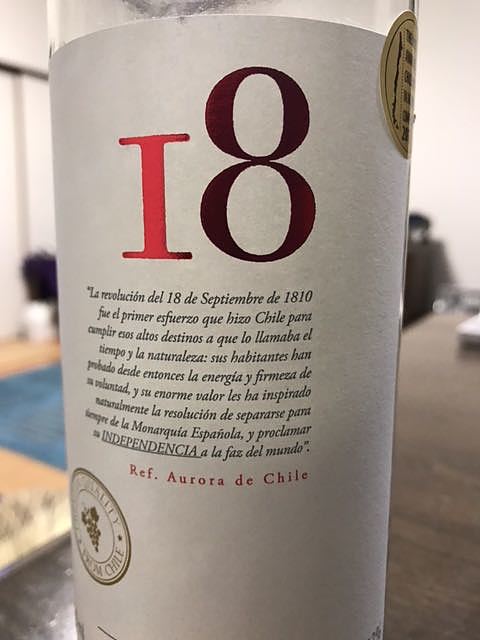 18
"La revolución del 18 de Septiembre de 1810
fue el primer esfuerzo que hizo Chile para
cumplir esos altos destinos a que lo llamaba el
tiempo y la naturaleza: sus habitantes han
probado desde entonces la energía y firmeza de
su voluntad, y su enorme valor les ha inspirado
naturalmente la resolución de separarse para
siempre de la Monarquía Española, y proclamar
su INDEPENDENCIA a la faz del mundo".
Ref. Aurora de Chile
QUALITY
FROM CHILE